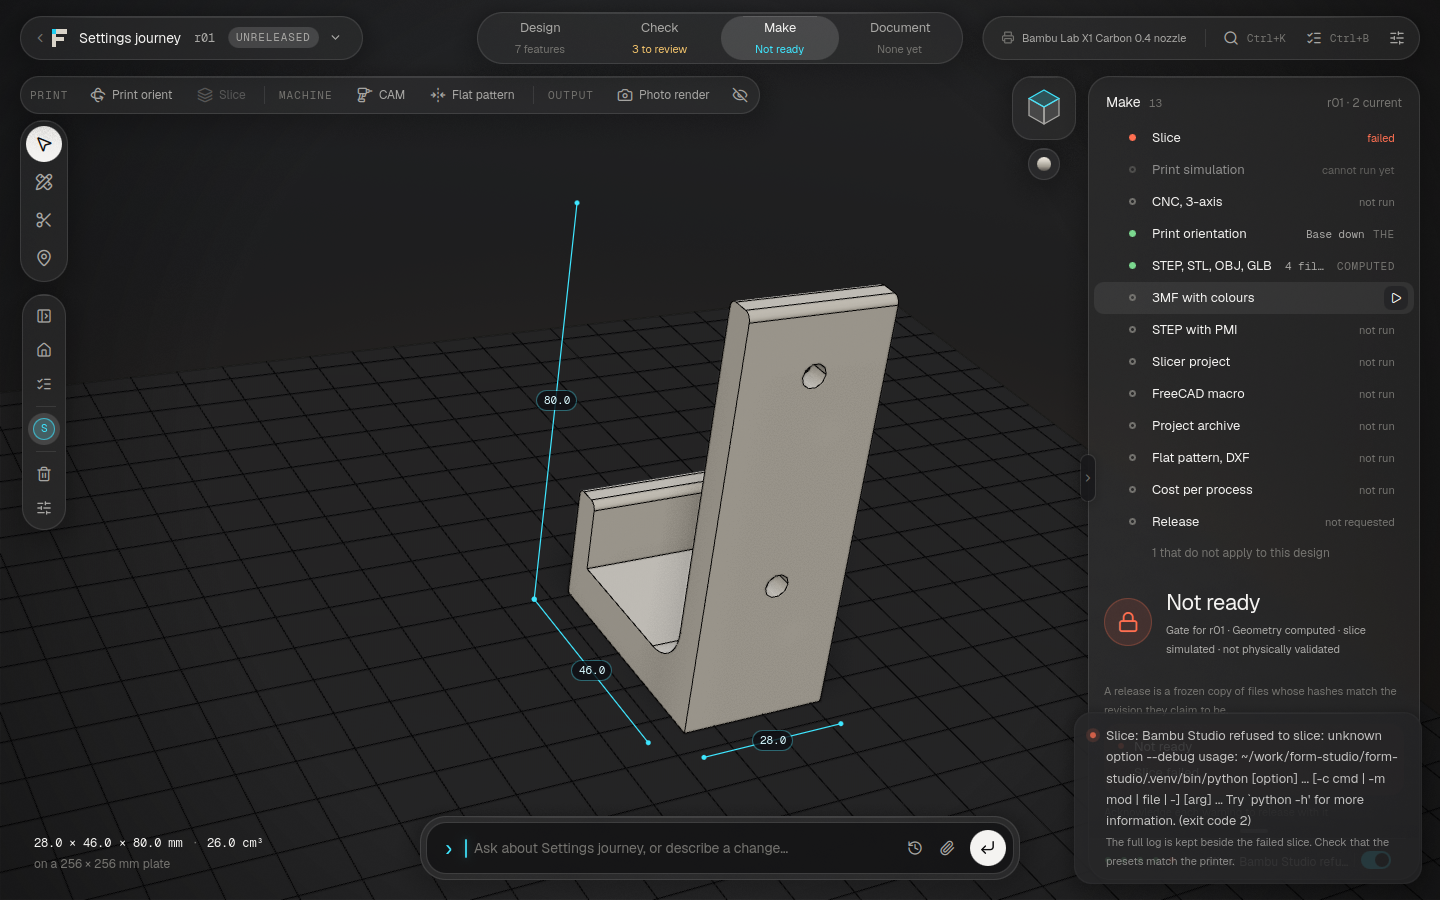 Settings journey r01 UNRELEASED
Design
7 features
Check
3 to review
Make
Not ready
Document
None yet
Bambu Lab X1 Carbon 0.4 nozzle
Ctrl+K
Ctrl+B
PRINT Print orient Slice MACHINE CAM Flat pattern OUTPUT Photo render
S
Make 13 r01 · 2 current
Slice failed
Print simulation cannot run yet
CNC, 3-axis not run
Print orientation Base down THE
STEP, STL, OBJ, GLB 4 fil… COMPUTED
3MF with colours
STEP with PMI not run
Slicer project not run
FreeCAD macro not run
Project archive not run
Flat pattern, DXF not run
Cost per process not run
Release not requested
1 that do not apply to this design
Not ready
Gate for r01 · Geometry computed · slice
simulated · not physically validated
A release is a frozen copy of files whose hashes match the
revision they claim to be.
Slice: Bambu Studio refused to slice: unknown
option --debug usage: ~/work/form-studio/form-
studio/.venv/bin/python [option] ... [-c cmd | -m
mod | file | -] [arg] ... Try `python -h' for more
information. (exit code 2)
The full log is kept beside the failed slice. Check that the
presets match the printer.
Not ready
Bambu Studio refu…
80.0
46.0
28.0
28.0 × 46.0 × 80.0 mm · 26.0 cm³
on a 256 × 256 mm plate
Ask about Settings journey, or describe a change…